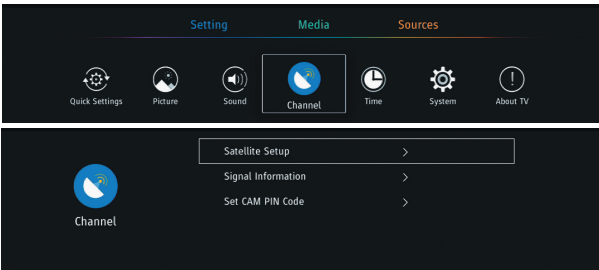 Setting Media Sources
Quick Settings Picture Sound Channel Time System About TV
Satellite Setup
Signal Information
Set CAM PIN Code
Channel